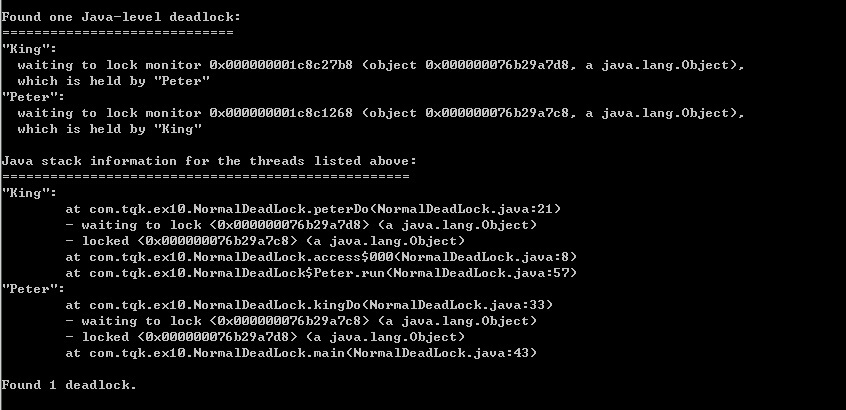 Found one Java-level deadlock:
=============================
"King":
  waiting to lock monitor 0x000000001c8c27b8 (object 0x000000076b29a7d8, a java.lang.Object),
  which is held by "Peter"
"Peter":
  waiting to lock monitor 0x000000001c8c1268 (object 0x000000076b29a7c8, a java.lang.Object),
  which is held by "King"
Java stack information for the threads listed above:
===================================================
"King":
        at com.tqk.ex10.NormalDeadLock.peterDo(NormalDeadLock.java:21)
        - waiting to lock <0x000000076b29a7d8> (a java.lang.Object)
        - locked <0x000000076b29a7c8> (a java.lang.Object)
        at com.tqk.ex10.NormalDeadLock.access$000(NormalDeadLock.java:8)
        at com.tqk.ex10.NormalDeadLock$Peter.run(NormalDeadLock.java:57)
"Peter":
        at com.tqk.ex10.NormalDeadLock.kingDo(NormalDeadLock.java:33)
        - waiting to lock <0x000000076b29a7c8> (a java.lang.Object)
        - locked <0x000000076b29a7d8> (a java.lang.Object)
        at com.tqk.ex10.NormalDeadLock.main(NormalDeadLock.java:43)
Found 1 deadlock.